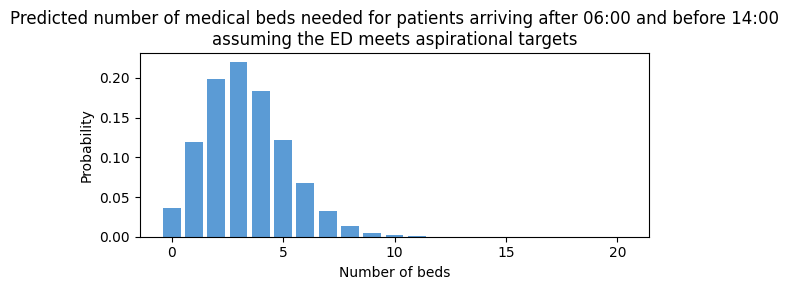 Predicted number of medical beds needed for patients arriving after 06:00 and before 14:00
assuming the ED meets aspirational targets
0.20
0.15
0.10
0.05
0.00
Probability
0 5 10 15 20
Number of beds